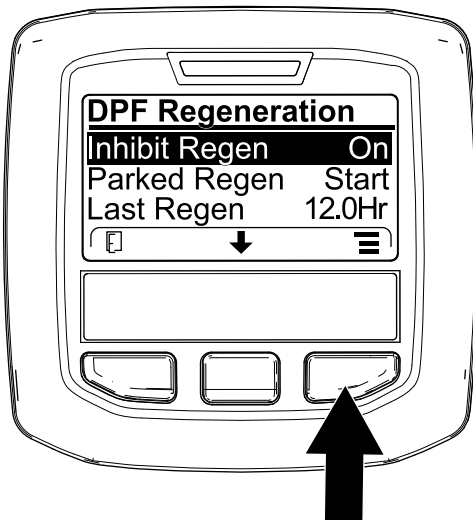 DPF Regeneration
Inhibit Regen On
Parked Regen Start
Last Regen 12.0Hr